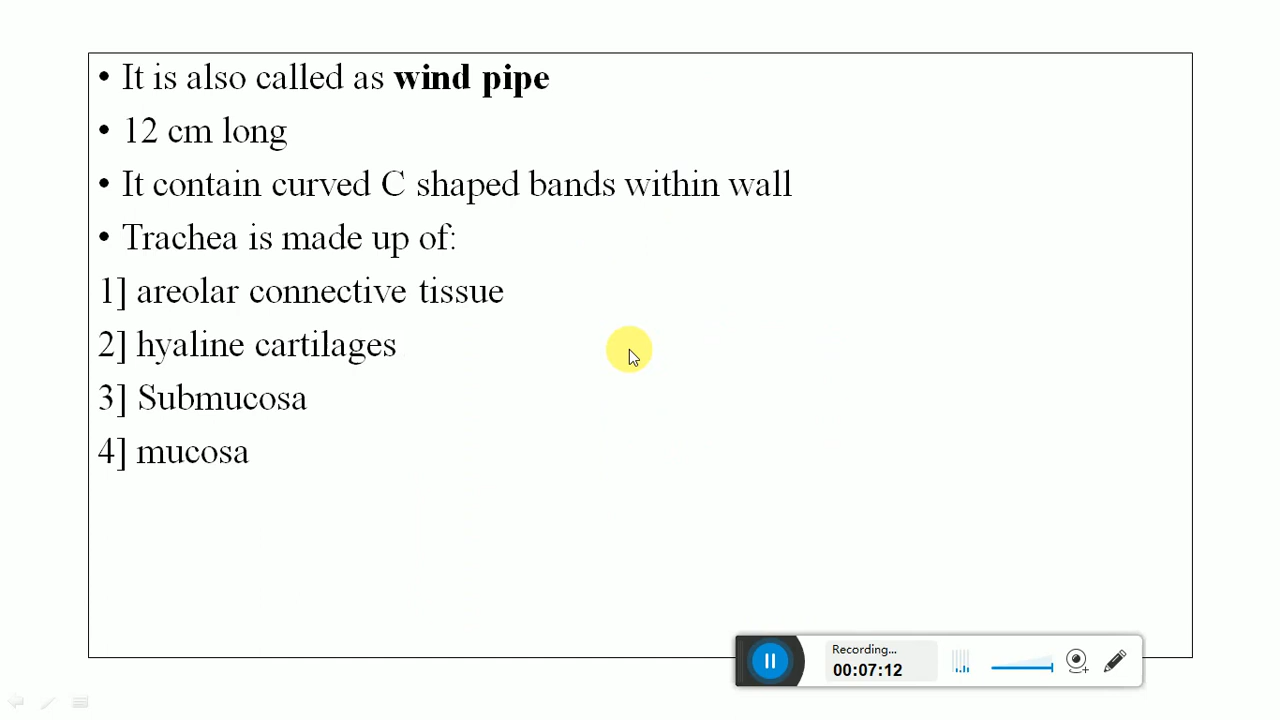 • It is also called as wind pipe
• 12 cm long
• It contain curved C shaped bands within wall
• Trachea is made up of:
1] areolar connective tissue
2] hyaline cartilages
3] Submucosa
4] mucosa
Recording...
00:07:12